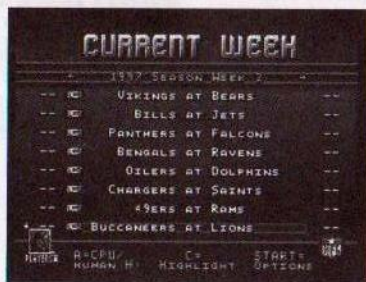 CURRENT WEEK
1997 SEASON WEEK 2
-- VIKINGS AT BEARS --
-- BILLS AT JETS --
-- PANTHERS AT FALCONS --
-- BENGALS AT RAVENS --
-- OILERS AT DOLPHINS --
-- CHARGERS AT SAINTS --
-- 49ERS AT RAMS --
-- BUCCANEERS AT LIONS --
A=CPU/ C= START=
HUMAN H: HIGHLIGHT OPTIONS